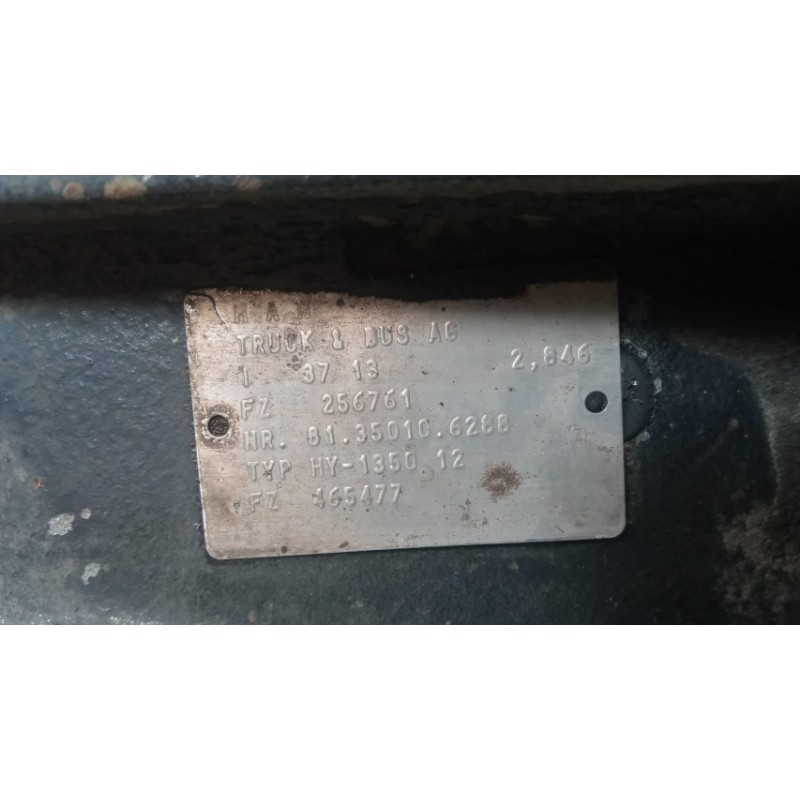 MAN
TRUCK & BUS AG
I 37 13 2,846
FZ 256761
NR. 81.35010.6288
TYP HY-1350 12
FZ 465477